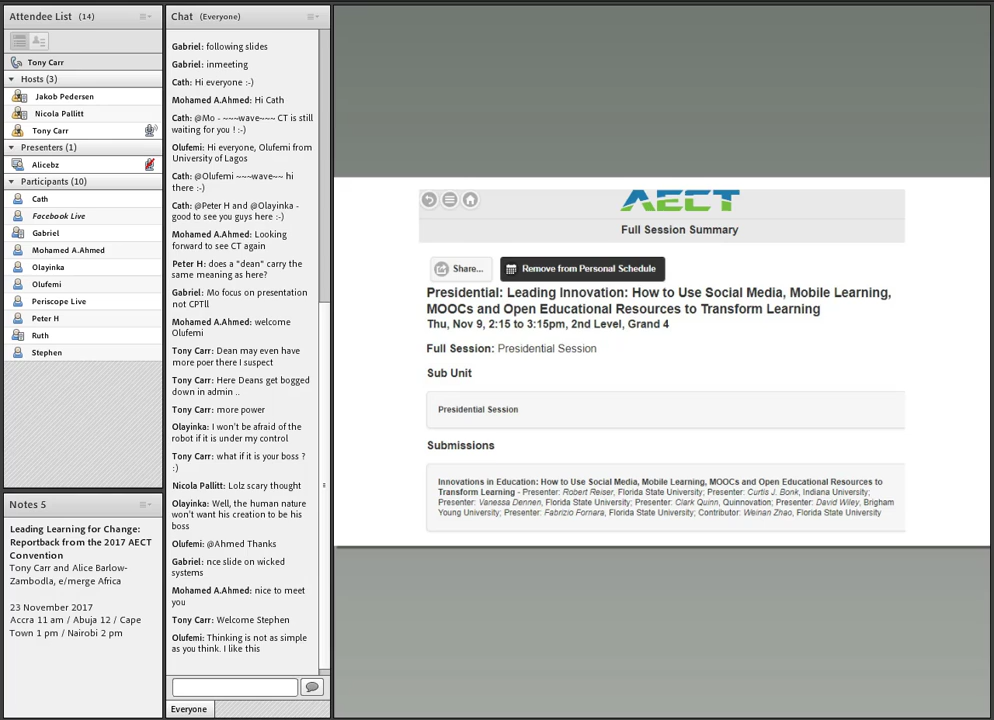 Attendee List (14)
Tony Carr
Hosts (3)
Jakob Pedersen
Nicola Pallitt
Tony Carr
Presenters (1)
Alicebz
Participants (10)
Cath
Facebook Live
Gabriel
Mohamed A.Ahmed
Olayinka
Olufemi
Periscope Live
Peter H
Ruth
Stephen
Notes 5
Leading Learning for Change:
Reportback from the 2017 AECT
Convention
Tony Carr and Alice Barlow-
Zambodla, e/merge Africa
23 November 2017
Accra 11 am / Abuja 12 / Cape
Town 1 pm / Nairobi 2 pm
Chat (Everyone)
Gabriel: following slides
Gabriel: inmeeting
Cath: Hi everyone :-)
Mohamed A.Ahmed: Hi Cath
Cath: @Mo - ~~~wave~~~ CT is still
waiting for you ! :-)
Olufemi: Hi everyone, Olufemi from
University of Lagos
Cath: @Olufemi ~~~wave~~ hi
there :-)
Cath: @Peter H and @Olayinka -
good to see you guys here :-)
Mohamed A.Ahmed: Looking
forward to see CT again
Peter H: does a "dean" carry the
same meaning as here?
Gabriel: Mo focus on presentation
not CPTll
Mohamed A.Ahmed: welcome
Olufemi
Tony Carr: Dean may even have
more poer there I suspect
Tony Carr: Here Deans get bogged
down in admin ..
Tony Carr: more power
Olayinka: I won't be afraid of the
robot if it is under my control
Tony Carr: what if it is your boss ?
:)
Nicola Pallitt: Lolz scary thought
Olayinka: Well, the human nature
won't want his creation to be his
boss
Olufemi: @Ahmed Thanks
Gabriel: nce slide on wicked
systems
Mohamed A.Ahmed: nice to meet
you
Tony Carr: Welcome Stephen
Olufemi: Thinking is not as simple
as you think. I like this
Everyone
AECT
Full Session Summary
Share...
Remove from Personal Schedule
Presidential: Leading Innovation: How to Use Social Media, Mobile Learning,
MOOCs and Open Educational Resources to Transform Learning
Thu, Nov 9, 2:15 to 3:15pm, 2nd Level, Grand 4
Full Session: Presidential Session
Sub Unit
Presidential Session
Submissions
Innovations in Education: How to Use Social Media, Mobile Learning, MOOCs and Open Educational Resources to
Transform Learning - Presenter: Robert Reiser, Florida State University; Presenter: Curtis J. Bonk, Indiana University;
Presenter: Vanessa Dennen, Florida State University; Presenter: Clark Quinn, Quinnovation; Presenter: David Wiley, Brigham
Young University; Presenter: Fabrizio Fornara, Florida State University; Contributor: Weinan Zhao, Florida State University